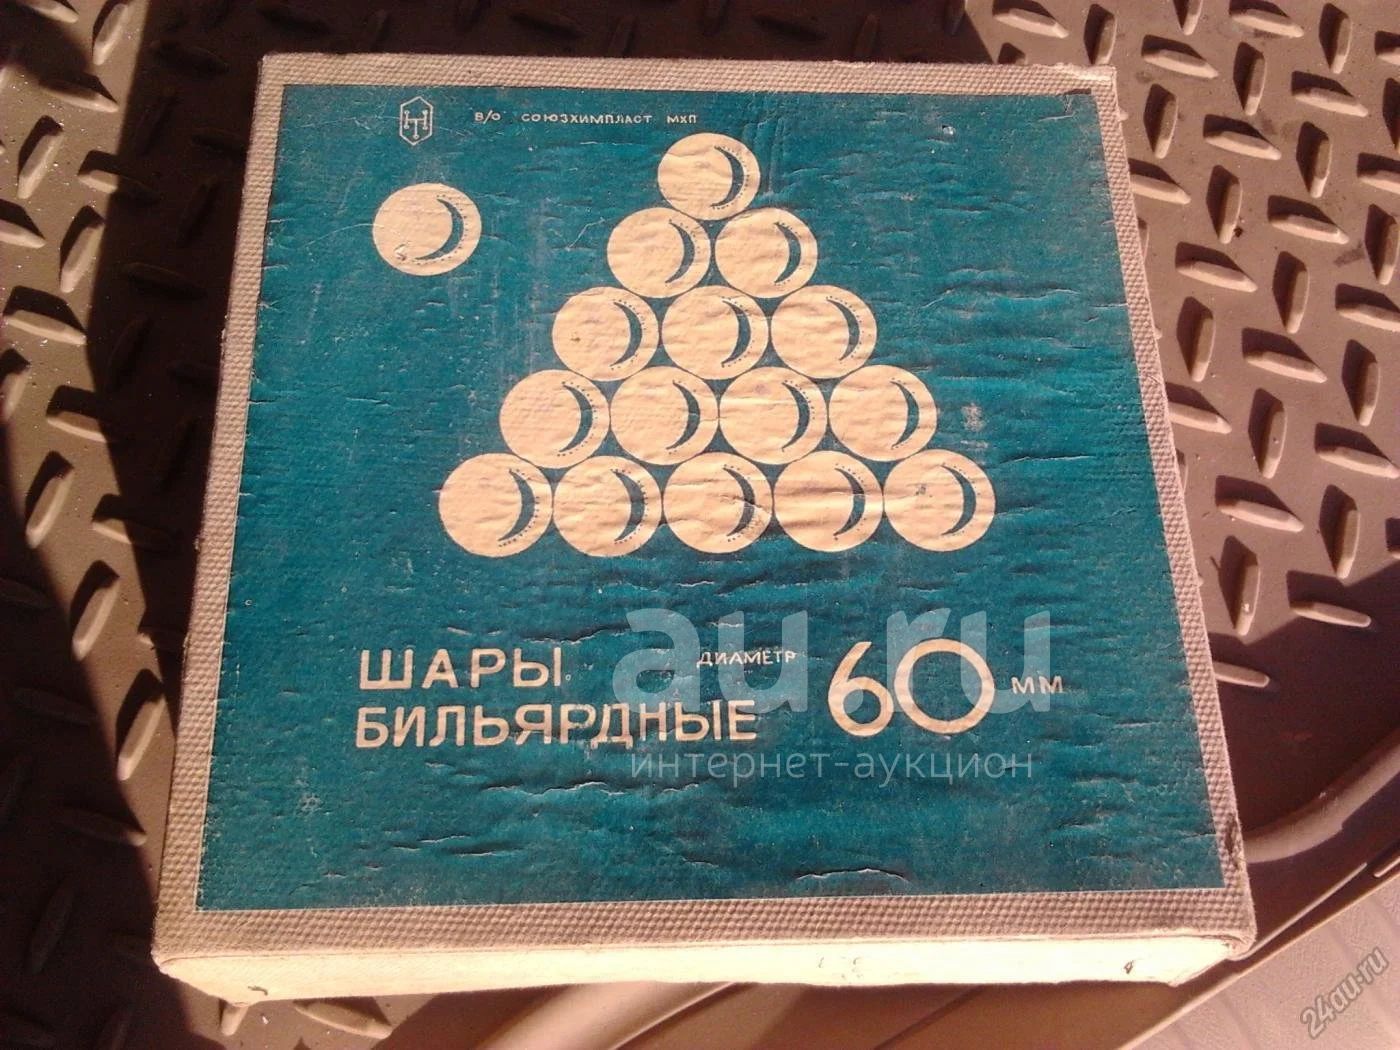 В/О СОЮЗХИМПЛАСТ МХП
ШАРЫ
БИЛЬЯРДНЫЕ
ДИАМЕТР 60 ММ
au.ru
интернет-аукцион
24au.ru